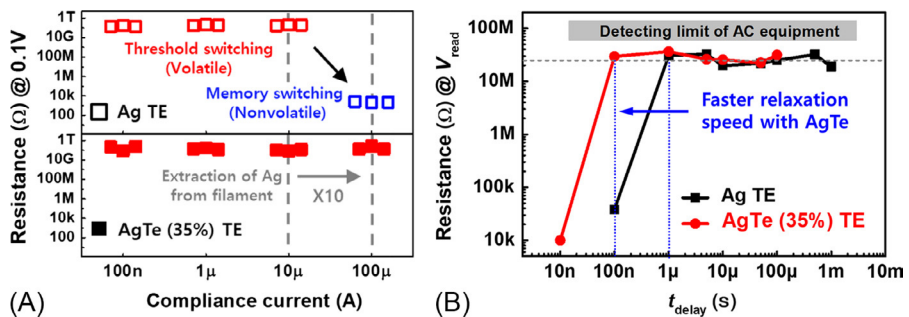 Resistance (Ω) @ 0.1V
1T
10G
100M
1M
10k
100
Threshold switching
(Volatile)
Memory switching
(Nonvolatile)
Ag TE
1T
10G
100M
1M
10k
100
Extraction of Ag
from filament
X10
AgTe (35%) TE
100n
1μ
10μ
100μ
Compliance current (A)
(A)
Resistance (Ω) @ Vread
100M
10M
1M
100k
10k
Detecting limit of AC equipment
Faster relaxation
speed with AgTe
Ag TE
AgTe (35%) TE
10n
100n
1μ
10μ
100μ
1m
10m
tdelay (s)
(B)